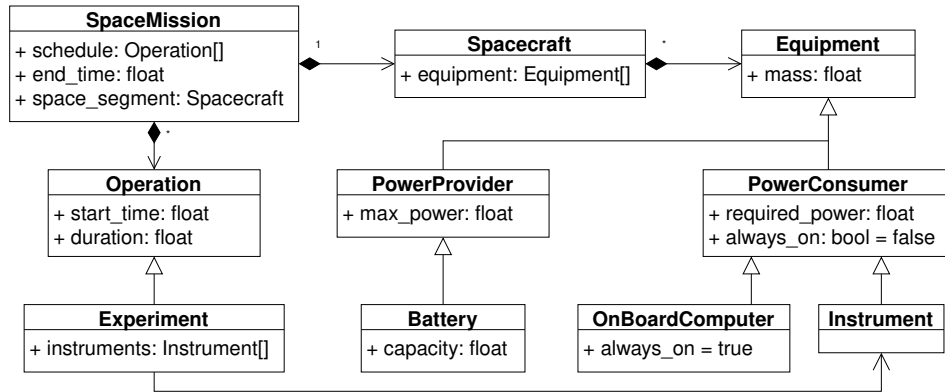 SpaceMission
+ schedule: Operation[]
+ end_time: float
+ space_segment: Spacecraft
1
Spacecraft
+ equipment: Equipment[]
*
Equipment
+ mass: float
*
Operation
+ start_time: float
+ duration: float
PowerProvider
+ max_power: float
PowerConsumer
+ required_power: float
+ always_on: bool = false
Experiment
+ instruments: Instrument[]
Battery
+ capacity: float
OnBoardComputer
+ always_on = true
Instrument